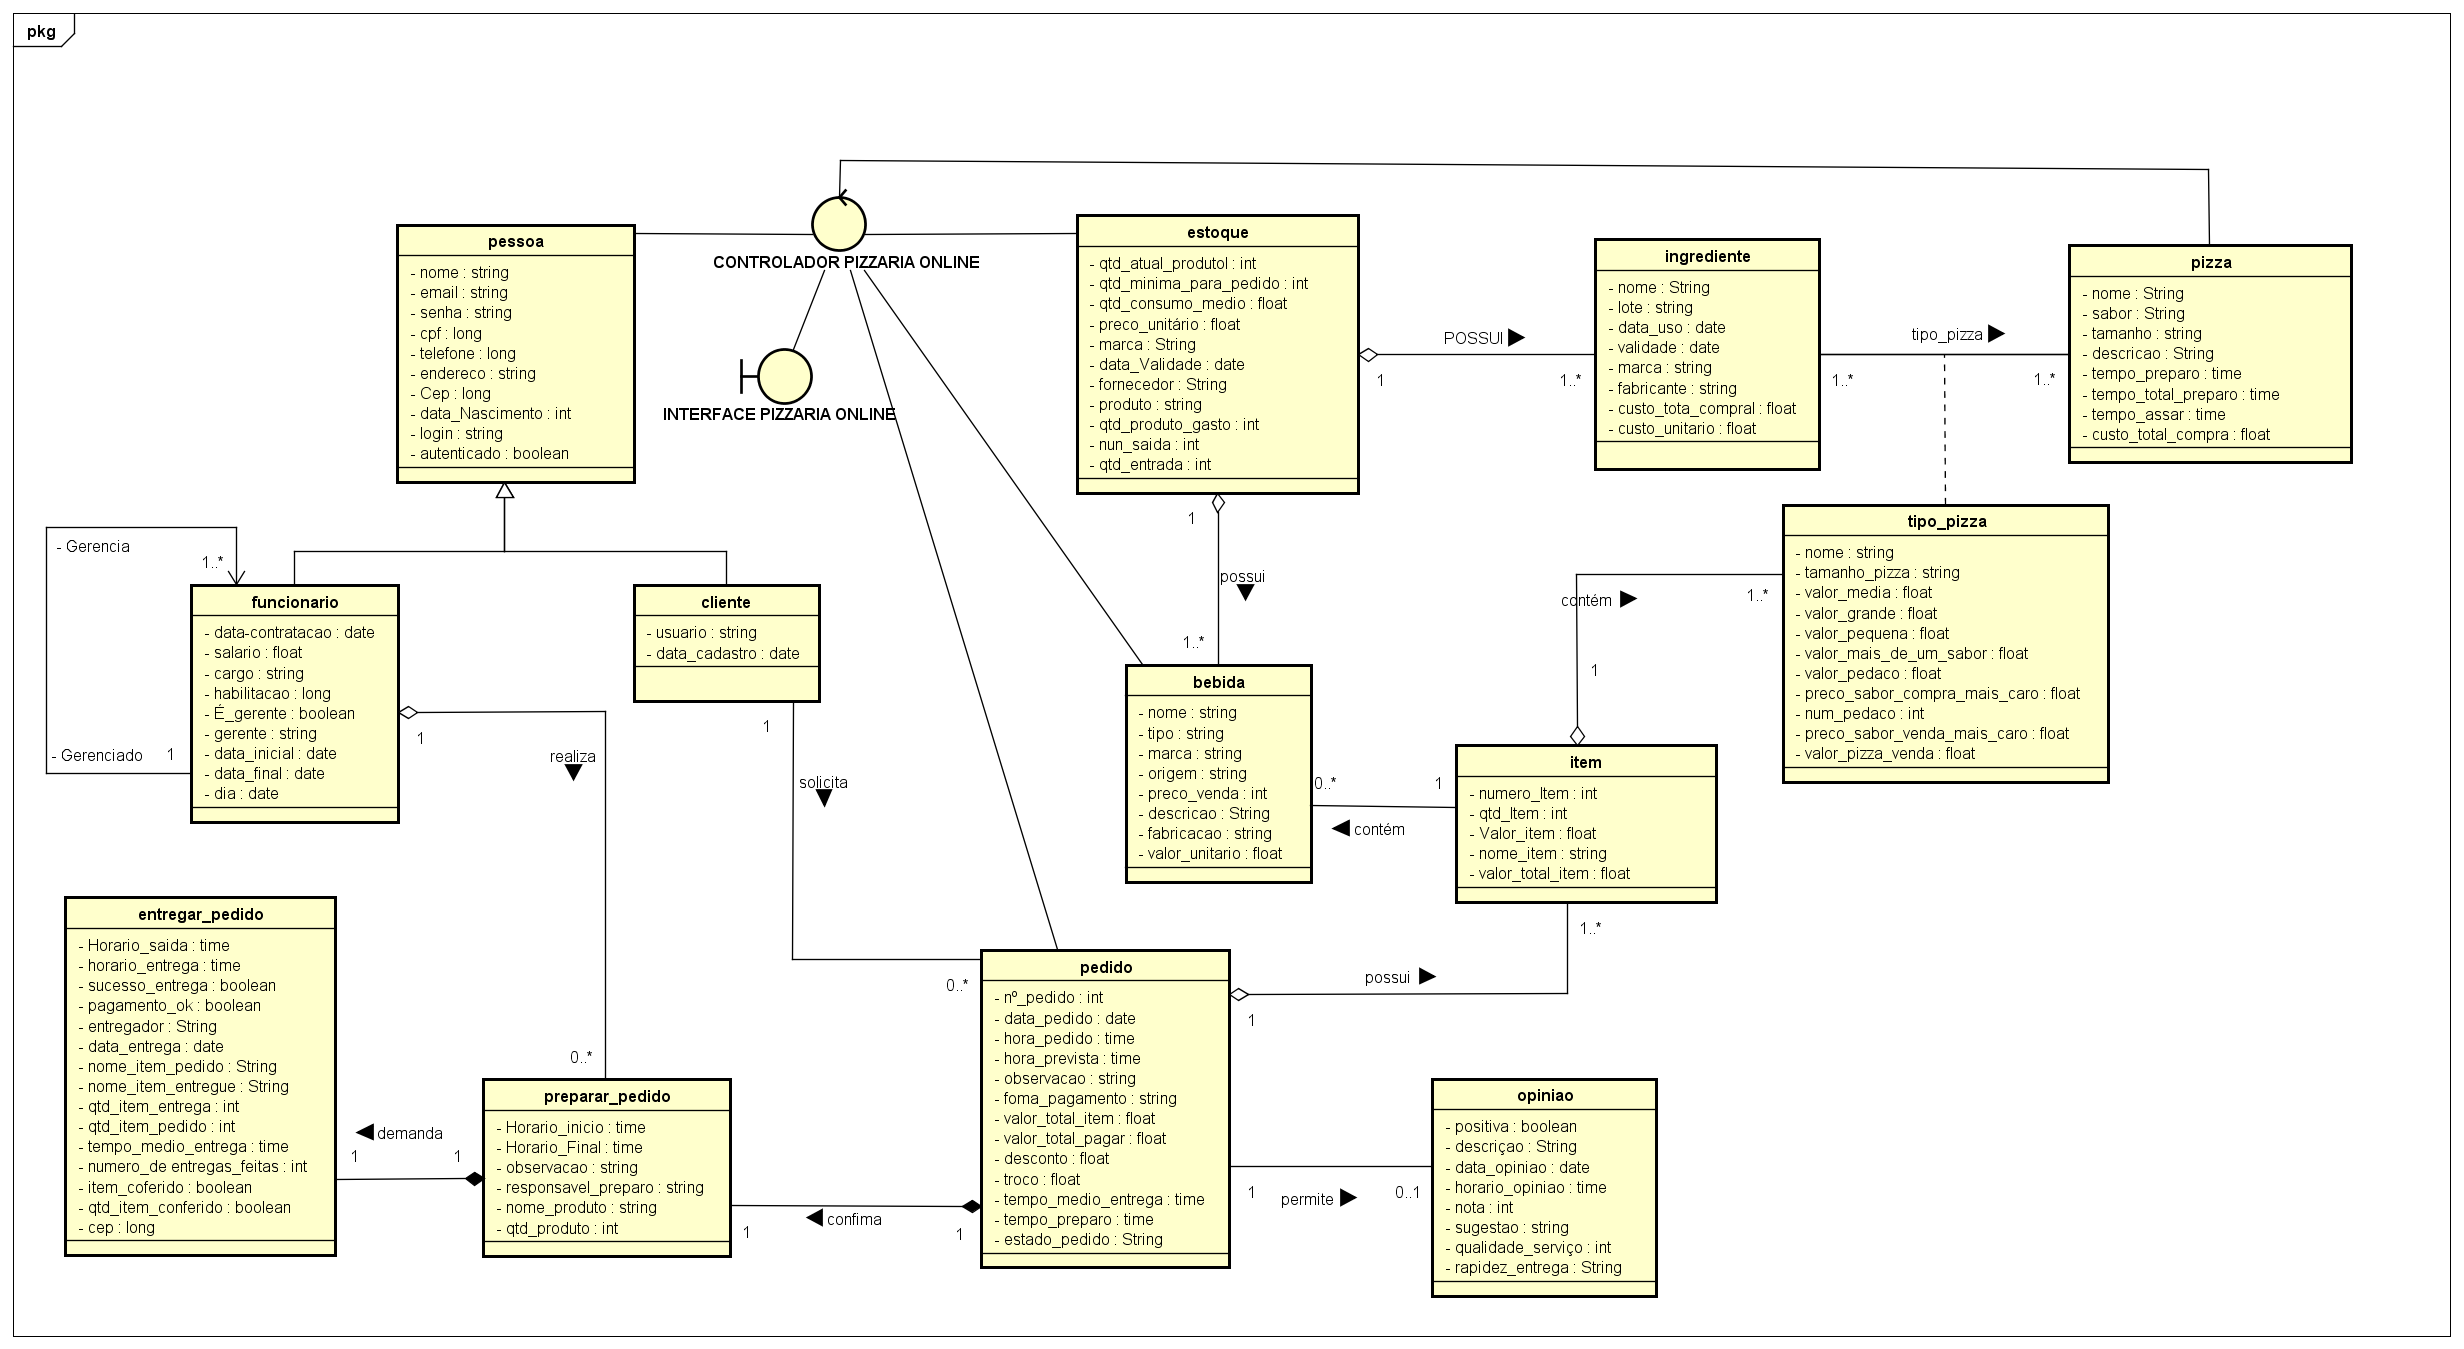 pkg
CONTROLADOR PIZZARIA ONLINE
INTERFACE PIZZARIA ONLINE
pessoa
- nome : string
- email : string
- senha : string
- cpf : long
- telefone : long
- endereco : string
- Cep : long
- data_Nascimento : int
- login : string
- autenticado : boolean
estoque
- qtd_atual_produtol : int
- qtd_minima_para_pedido : int
- qtd_consumo_medio : float
- preco_unitário : float
- marca : String
- data_Validade : date
- fornecedor : String
- produto : string
- qtd_produto_gasto : int
- nun_saida : int
- qtd_entrada : int
POSSUI
1
1..*
ingrediente
- nome : String
- lote : string
- data_uso : date
- validade : date
- marca : string
- fabricante : string
- custo_tota_compral : float
- custo_unitario : float
tipo_pizza
1..*
1..*
pizza
- nome : String
- sabor : String
- tamanho : string
- descricao : String
- tempo_preparo : time
- tempo_total_preparo : time
- tempo_assar : time
- custo_total_compra : float
- Gerencia
1..*
- Gerenciado
1
funcionario
- data-contratacao : date
- salario : float
- cargo : string
- habilitacao : long
- É_gerente : boolean
- gerente : string
- data_inicial : date
- data_final : date
- dia : date
1
realiza
0..*
cliente
- usuario : string
- data_cadastro : date
1
solicita
0..*
1
possui
1..*
bebida
- nome : string
- tipo : string
- marca : string
- origem : string
- preco_venda : int
- descricao : String
- fabricacao : string
- valor_unitario : float
0..*
1
contém
tipo_pizza
- nome : string
- tamanho_pizza : string
- valor_media : float
- valor_grande : float
- valor_pequena : float
- valor_mais_de_um_sabor : float
- valor_pedaco : float
- preco_sabor_compra_mais_caro : float
- num_pedaco : int
- preco_sabor_venda_mais_caro : float
- valor_pizza_venda : float
contém
1..*
1
item
- numero_Item : int
- qtd_Item : int
- Valor_item : float
- nome_item : string
- valor_total_item : float
1..*
possui
1
entregar_pedido
- Horario_saida : time
- horario_entrega : time
- sucesso_entrega : boolean
- pagamento_ok : boolean
- entregador : String
- data_entrega : date
- nome_item_pedido : String
- nome_item_entregue : String
- qtd_item_entrega : int
- qtd_item_pedido : int
- tempo_medio_entrega : time
- numero_de entregas_feitas : int
- item_coferido : boolean
- qtd_item_conferido : boolean
- cep : long
demanda
1
1
preparar_pedido
- Horario_inicio : time
- Horario_Final : time
- observacao : string
- responsavel_preparo : string
- nome_produto : string
- qtd_produto : int
confima
1
1
pedido
- nº_pedido : int
- data_pedido : date
- hora_pedido : time
- hora_prevista : time
- observacao : string
- foma_pagamento : string
- valor_total_item : float
- valor_total_pagar : float
- desconto : float
- troco : float
- tempo_medio_entrega : time
- tempo_preparo : time
- estado_pedido : String
1
permite
0..1
opiniao
- positiva : boolean
- descriçao : String
- data_opiniao : date
- horario_opiniao : time
- nota : int
- sugestao : string
- qualidade_serviço : int
- rapidez_entrega : String